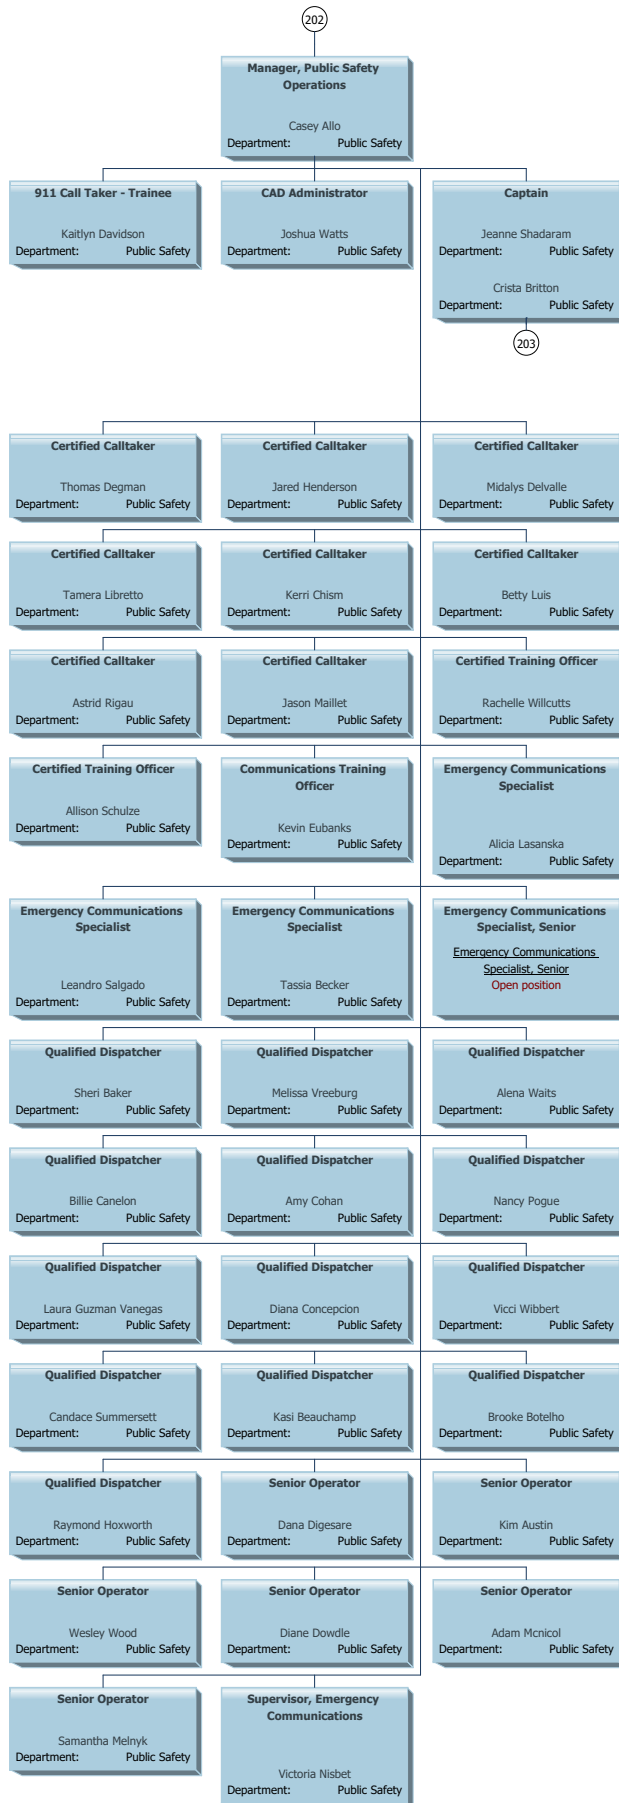 202
Manager, Public Safety
Operations
Casey Allo
Department: Public Safety
911 Call Taker - Trainee
Kaitlyn Davidson
Department: Public Safety
CAD Administrator
Joshua Watts
Department: Public Safety
Captain
Jeanne Shadaram
Department: Public Safety
Crista Britton
Department: Public Safety
203
Certified Calltaker
Thomas Degman
Department: Public Safety
Certified Calltaker
Jared Henderson
Department: Public Safety
Certified Calltaker
Midalys Delvalle
Department: Public Safety
Certified Calltaker
Tamera Libretto
Department: Public Safety
Certified Calltaker
Kerri Chism
Department: Public Safety
Certified Calltaker
Betty Luis
Department: Public Safety
Certified Calltaker
Astrid Rigau
Department: Public Safety
Certified Calltaker
Jason Maillet
Department: Public Safety
Certified Training Officer
Rachelle Willcutts
Department: Public Safety
Certified Training Officer
Allison Schulze
Department: Public Safety
Communications Training
Officer
Kevin Eubanks
Department: Public Safety
Emergency Communications
Specialist
Alicia Lasanska
Department: Public Safety
Emergency Communications
Specialist
Leandro Salgado
Department: Public Safety
Emergency Communications
Specialist
Tassia Becker
Department: Public Safety
Emergency Communications
Specialist, Senior
Emergency Communications
Specialist, Senior
Open position
Qualified Dispatcher
Sheri Baker
Department: Public Safety
Qualified Dispatcher
Melissa Vreeburg
Department: Public Safety
Qualified Dispatcher
Alena Waits
Department: Public Safety
Qualified Dispatcher
Billie Canelon
Department: Public Safety
Qualified Dispatcher
Amy Cohan
Department: Public Safety
Qualified Dispatcher
Nancy Pogue
Department: Public Safety
Qualified Dispatcher
Laura Guzman Vanegas
Department: Public Safety
Qualified Dispatcher
Diana Concepcion
Department: Public Safety
Qualified Dispatcher
Vicci Wibbert
Department: Public Safety
Qualified Dispatcher
Candace Summersett
Department: Public Safety
Qualified Dispatcher
Kasi Beauchamp
Department: Public Safety
Qualified Dispatcher
Brooke Botelho
Department: Public Safety
Qualified Dispatcher
Raymond Hoxworth
Department: Public Safety
Senior Operator
Dana Digesare
Department: Public Safety
Senior Operator
Kim Austin
Department: Public Safety
Senior Operator
Wesley Wood
Department: Public Safety
Senior Operator
Diane Dowdle
Department: Public Safety
Senior Operator
Adam Mcnicol
Department: Public Safety
Senior Operator
Samantha Melnyk
Department: Public Safety
Supervisor, Emergency
Communications
Victoria Nisbet
Department: Public Safety